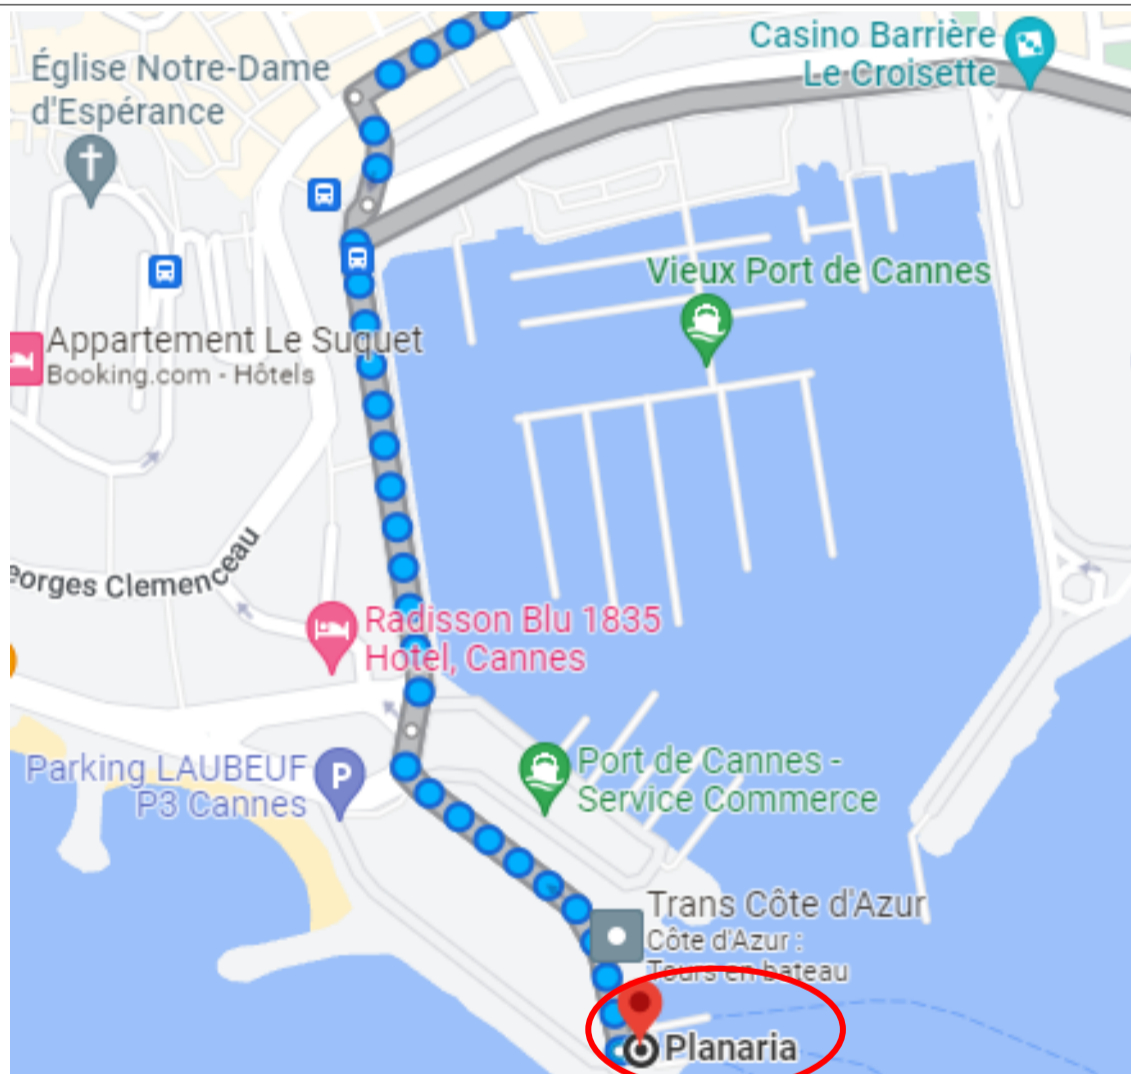 Casino Barrière
Le Croisette
Église Notre-Dame
d'Espérance
Vieux Port de Cannes
Appartement Le Suquet
Booking.com - Hôtels
eorges Clemenceau
Radisson Blu 1835
Hotel, Cannes
Parking LAUBEUF
P3 Cannes
P
Port de Cannes -
Service Commerce
Trans Côte d'Azur
Côte d'Azur :
Tours en bateau
Planaria